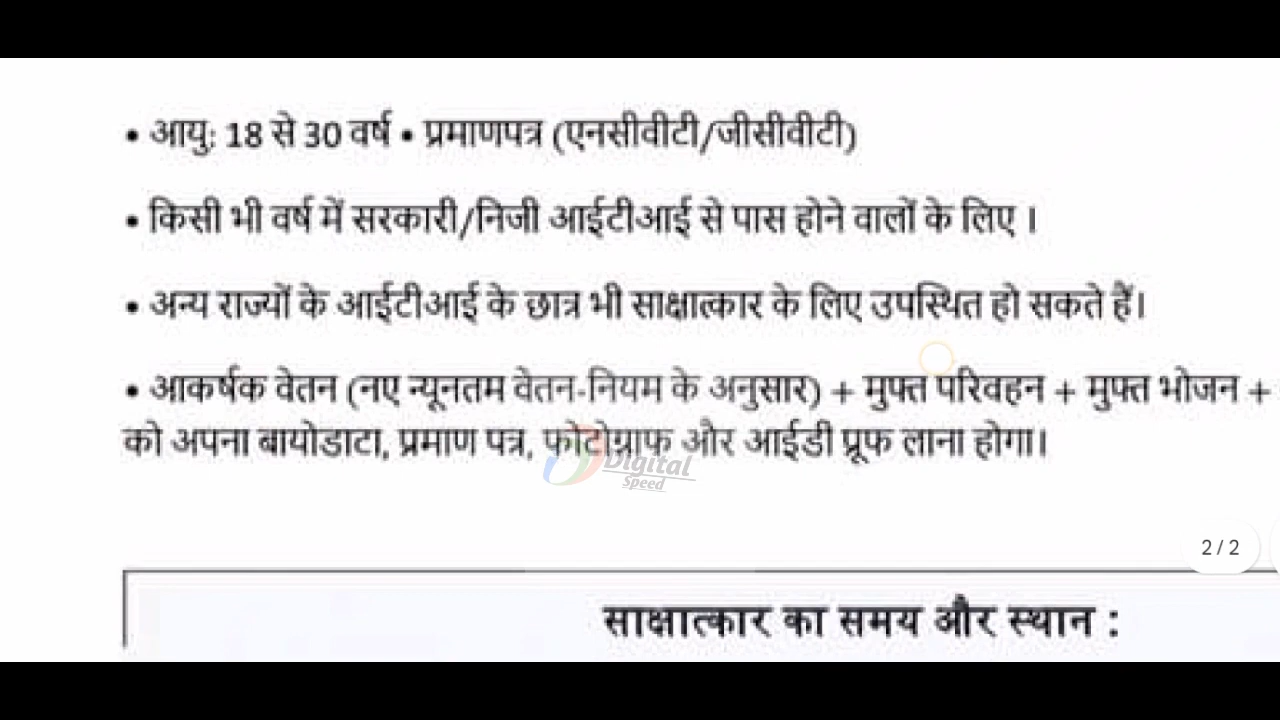 • आयु: 18 से 30 वर्ष • प्रमाणपत्र (एनसीवीटी/जीसीवीटी)
• किसी भी वर्ष में सरकारी/निजी आईटीआई से पास होने वालों के लिए ।
• अन्य राज्यों के आईटीआई के छात्र भी साक्षात्कार के लिए उपस्थित हो सकते हैं।
• आकर्षक वेतन (नए न्यूनतम वेतन-नियम के अनुसार) + मुफ्त परिवहन + मुफ्त भोजन +
को अपना बायोडाटा, प्रमाण पत्र, फोटोग्राफ और आईडी प्रूफ लाना होगा।
Digital
Speed
2 / 2
साक्षात्कार का समय और स्थान :